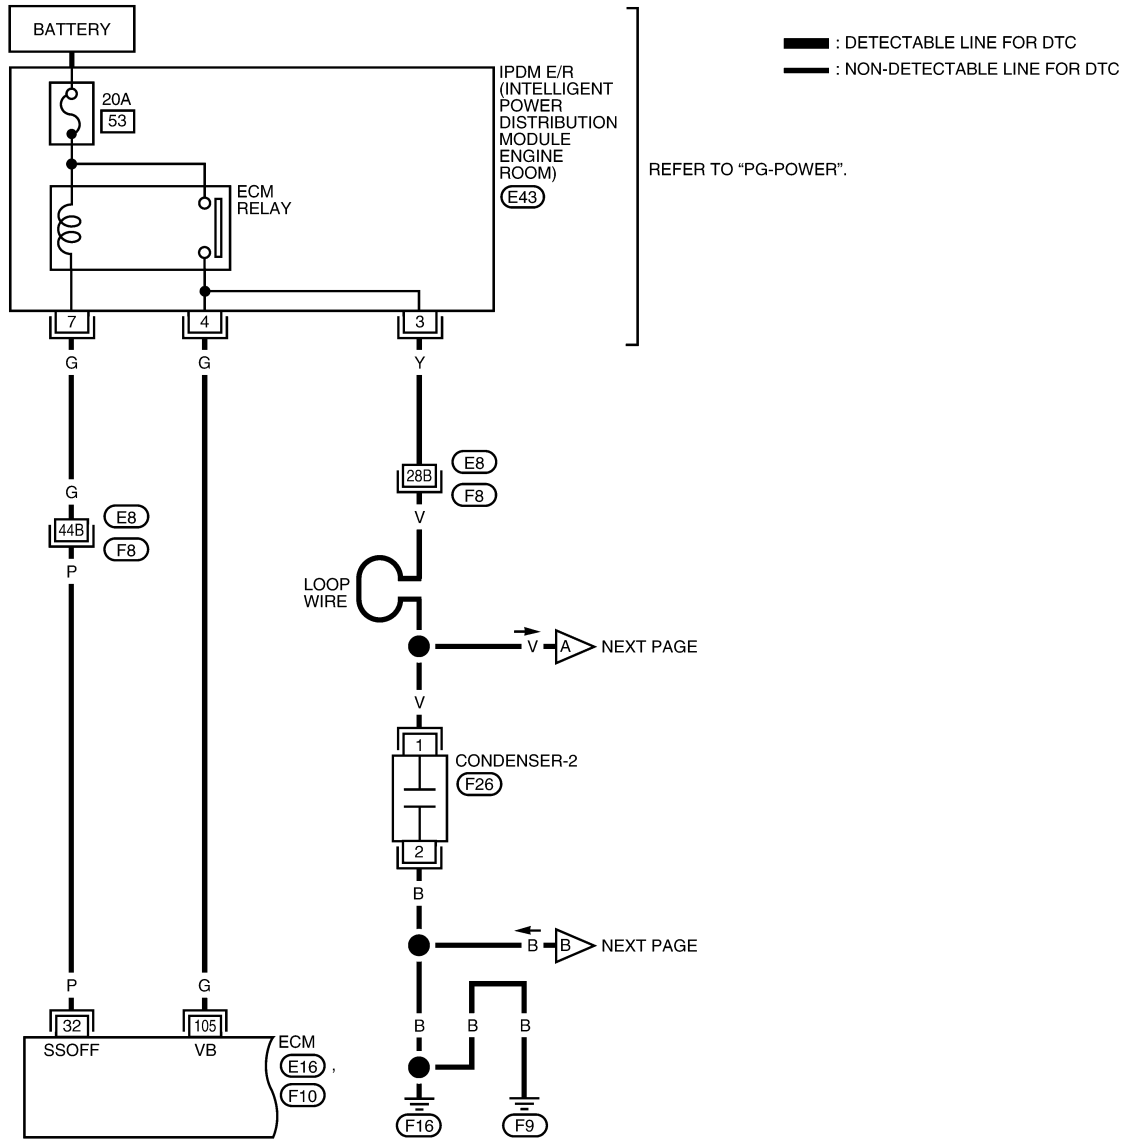 BATTERY
: DETECTABLE LINE FOR DTC
: NON-DETECTABLE LINE FOR DTC
IPDM E/R
(INTELLIGENT
POWER
DISTRIBUTION
MODULE
ENGINE
ROOM)
E43
20A
53
REFER TO “PG-POWER”.
ECM
RELAY
7
4
3
G
G
Y
28B
E8
F8
G
44B
E8
F8
V
P
LOOP
WIRE
V
A
NEXT PAGE
V
1
CONDENSER-2
F26
2
B
B
B
NEXT PAGE
P
G
B
B
B
32
105
SSOFF
VB
ECM
E16 ,
F10
F16
F9